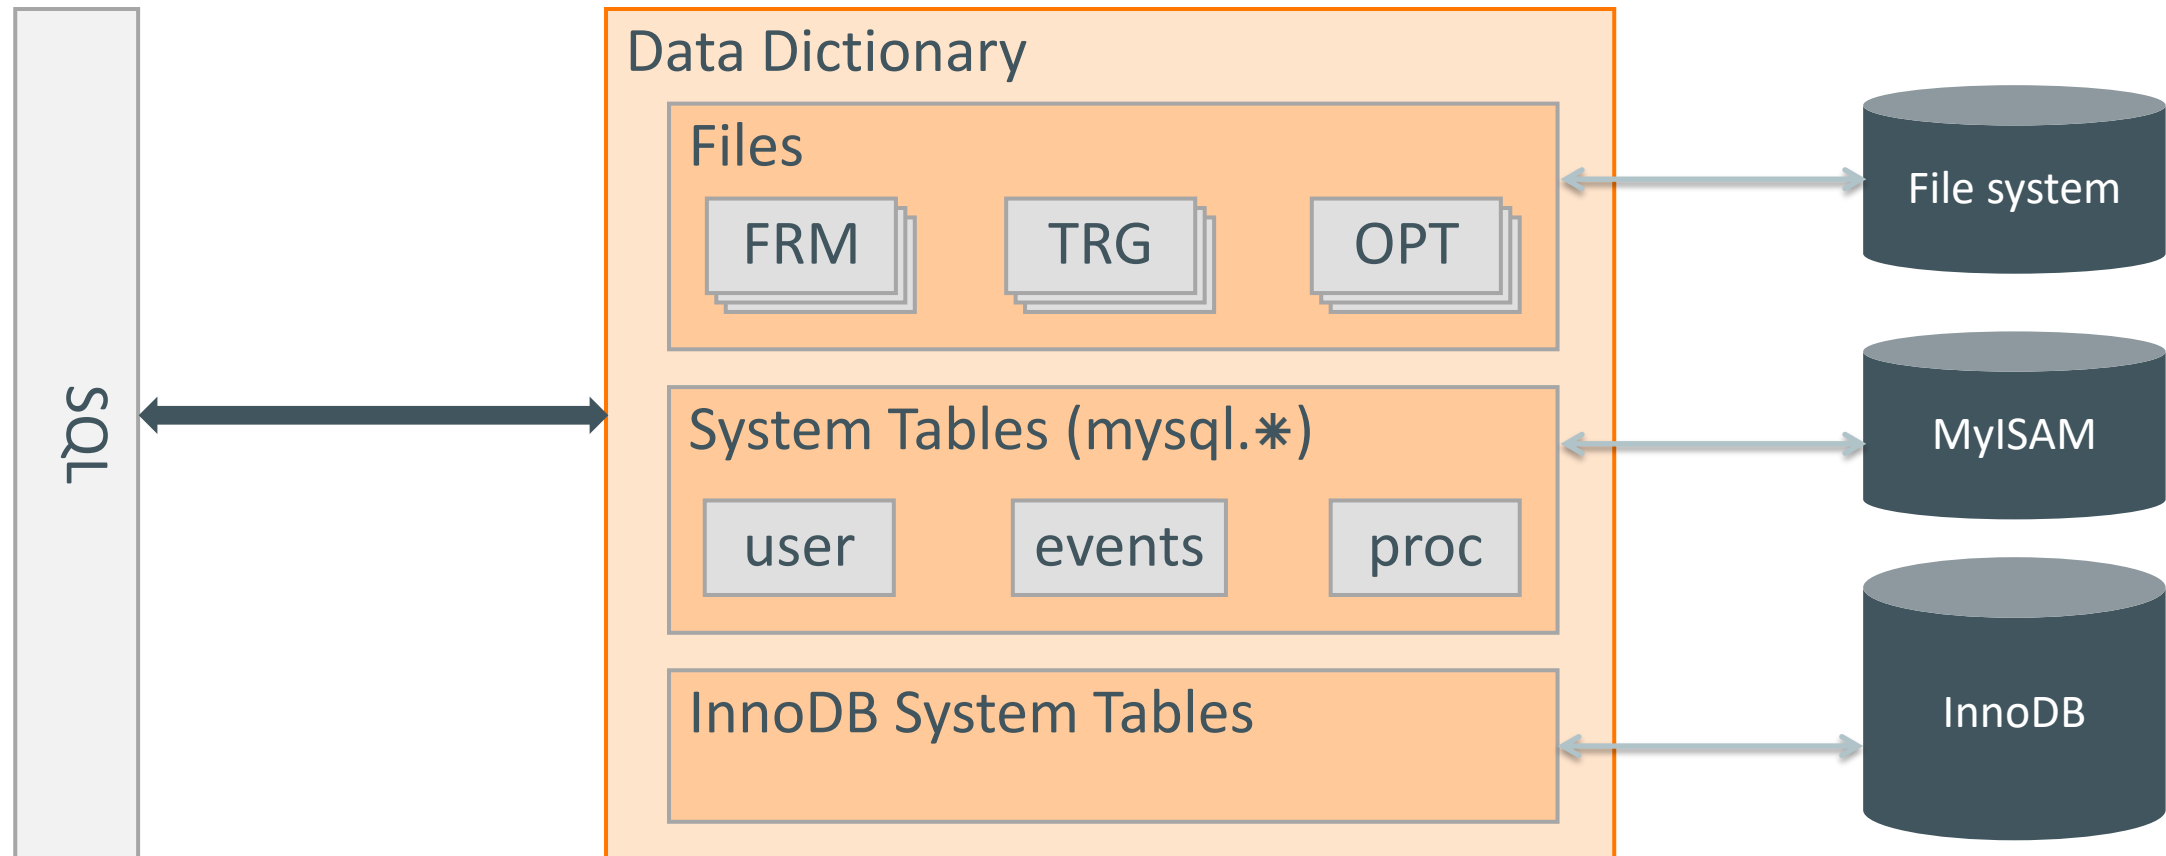 SQL
Data Dictionary
Files
FRM
TRG
OPT
System Tables (mysql.*)
user
events
proc
InnoDB System Tables
File system
MyISAM
InnoDB